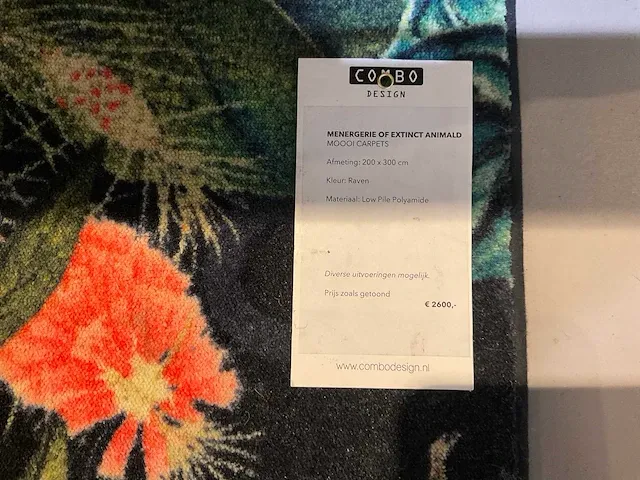 COMBO
DESIGN
MENERGERIE OF EXTINCT ANIMALD
MOOOI CARPETS
Afmeting: 200 x 300 cm
Kleur: Raven
Materiaal: Low Pile Polyamide
Diverse uitvoeringen mogelijk.
Prijs zoals getoond
€ 2600,-
www.combodesign.nl